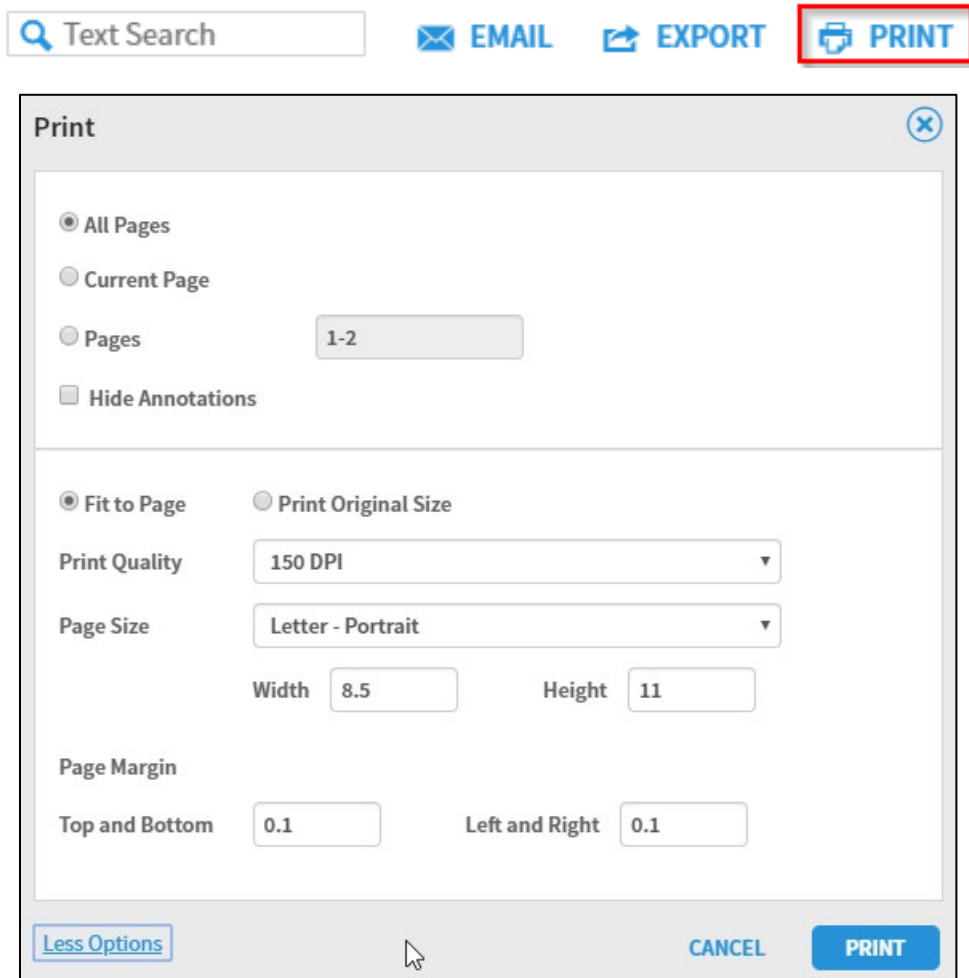 Text Search EMAIL EXPORT PRINT
Print
All Pages
Current Page
Pages 1-2
Hide Annotations
Fit to Page Print Original Size
Print Quality 150 DPI
Page Size Letter - Portrait
Width 8.5 Height 11
Page Margin
Top and Bottom 0.1 Left and Right 0.1
Less Options CANCEL PRINT